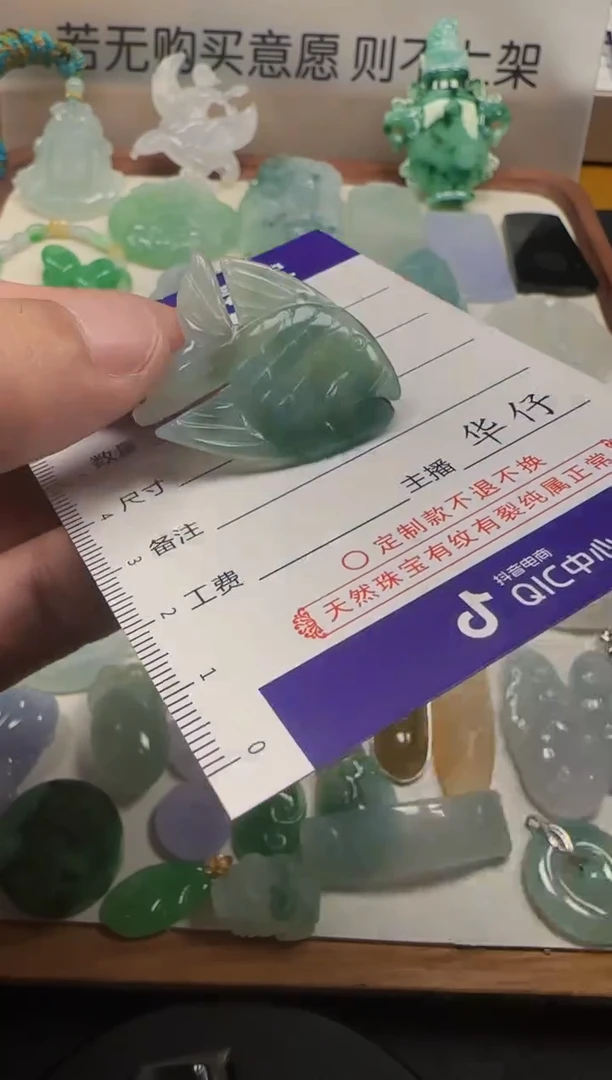 若无购买意愿 则不上架
数量
尺寸
备注
工费
主播 华仔
定制款不退不换
天然珠宝有纹有裂纯属正常
抖音电商
QIC中心
4
3
2
1
0